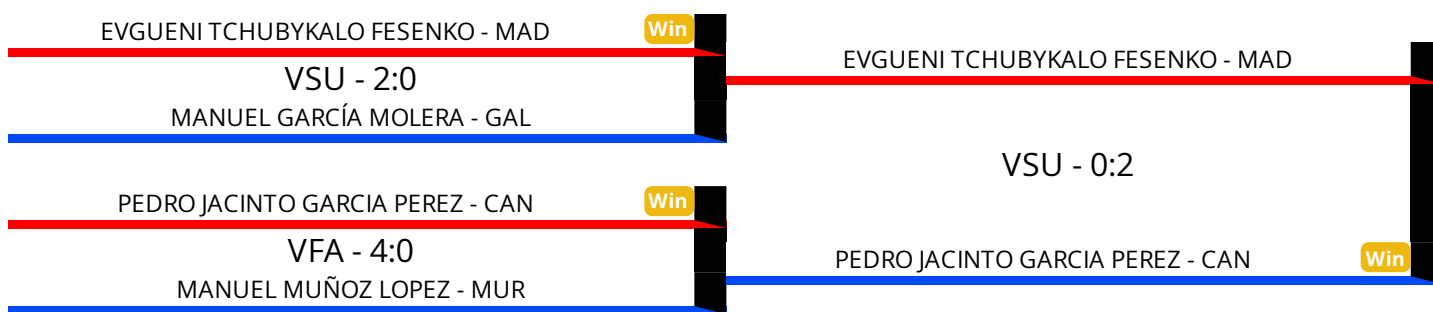 EVGUENI TCHUBYKALO FESENKO - MAD
Win
VSU - 2:0
MANUEL GARCÍA MOLERA - GAL
PEDRO JACINTO GARCIA PEREZ - CAN
Win
VFA - 4:0
MANUEL MUÑOZ LOPEZ - MUR
EVGUENI TCHUBYKALO FESENKO - MAD
VSU - 0:2
PEDRO JACINTO GARCIA PEREZ - CAN
Win